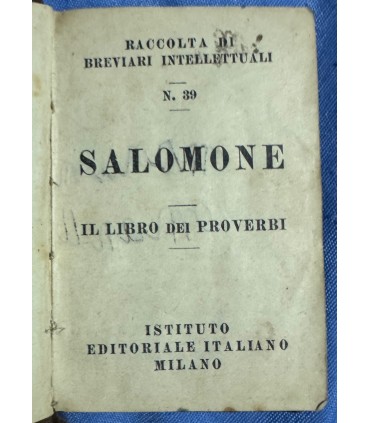 RACCOLTA DI
BREVIARI INTELLETTUALI
N. 39
SALOMONE
IL LIBRO DEI PROVERBI
ISTITUTO
EDITORIALE ITALIANO
MILANO